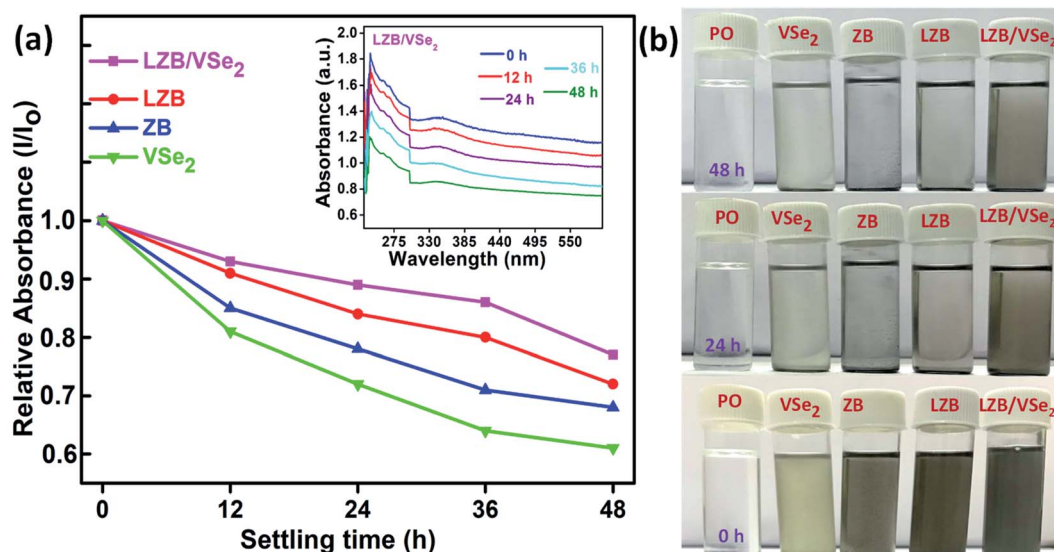 (a)
LZB/VSe₂
LZB
ZB
VSe₂
Relative Absorbance (I/I₀)
1.0
0.9
0.8
0.7
0.6
0
12
24
36
48
Settling time (h)
LZB/VSe₂
0 h
12 h
24 h
36 h
48 h
Absorbance (a.u.)
2.0
1.8
1.6
1.4
1.2
1.0
0.8
0.6
275
330
385
440
495
550
Wavelength (nm)
(b)
PO
VSe₂
ZB
LZB
LZB/VSe₂
48 h
PO
VSe₂
ZB
LZB
LZB/VSe₂
24 h
PO
VSe₂
ZB
LZB
LZB/VSe₂
0 h